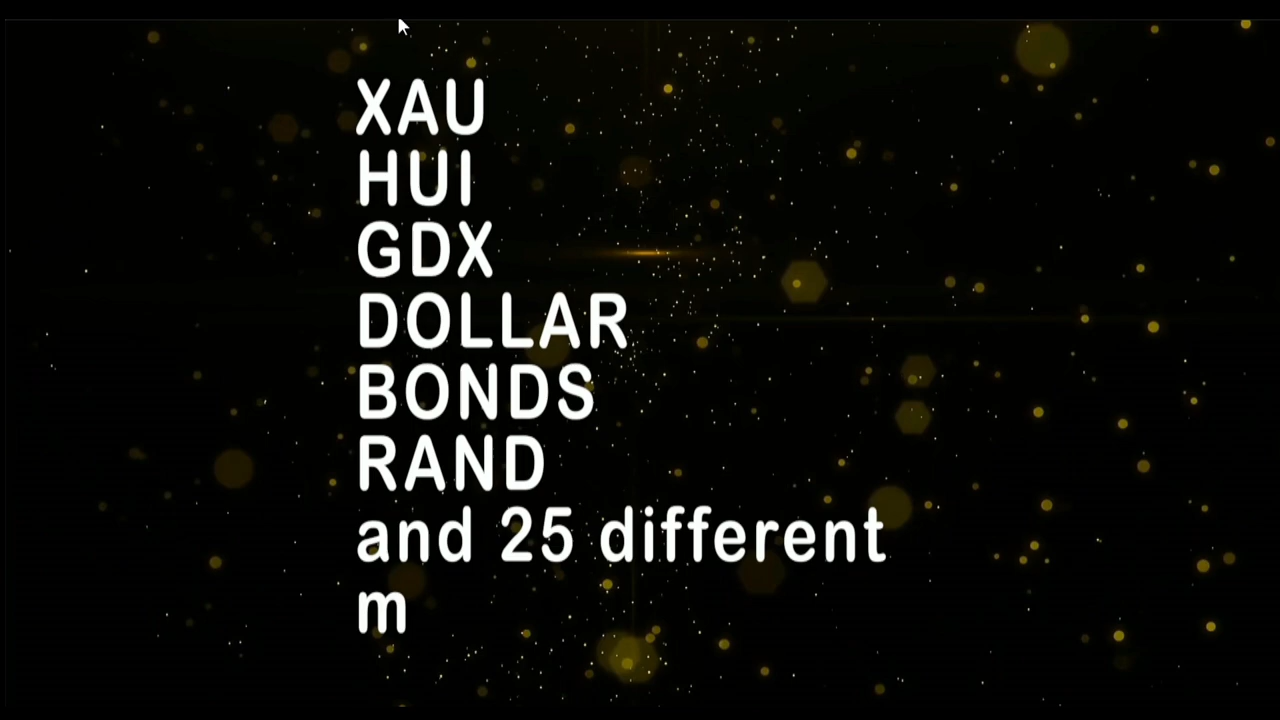 XAU
HUI
GDX
DOLLAR
BONDS
RAND
and 25 different
m